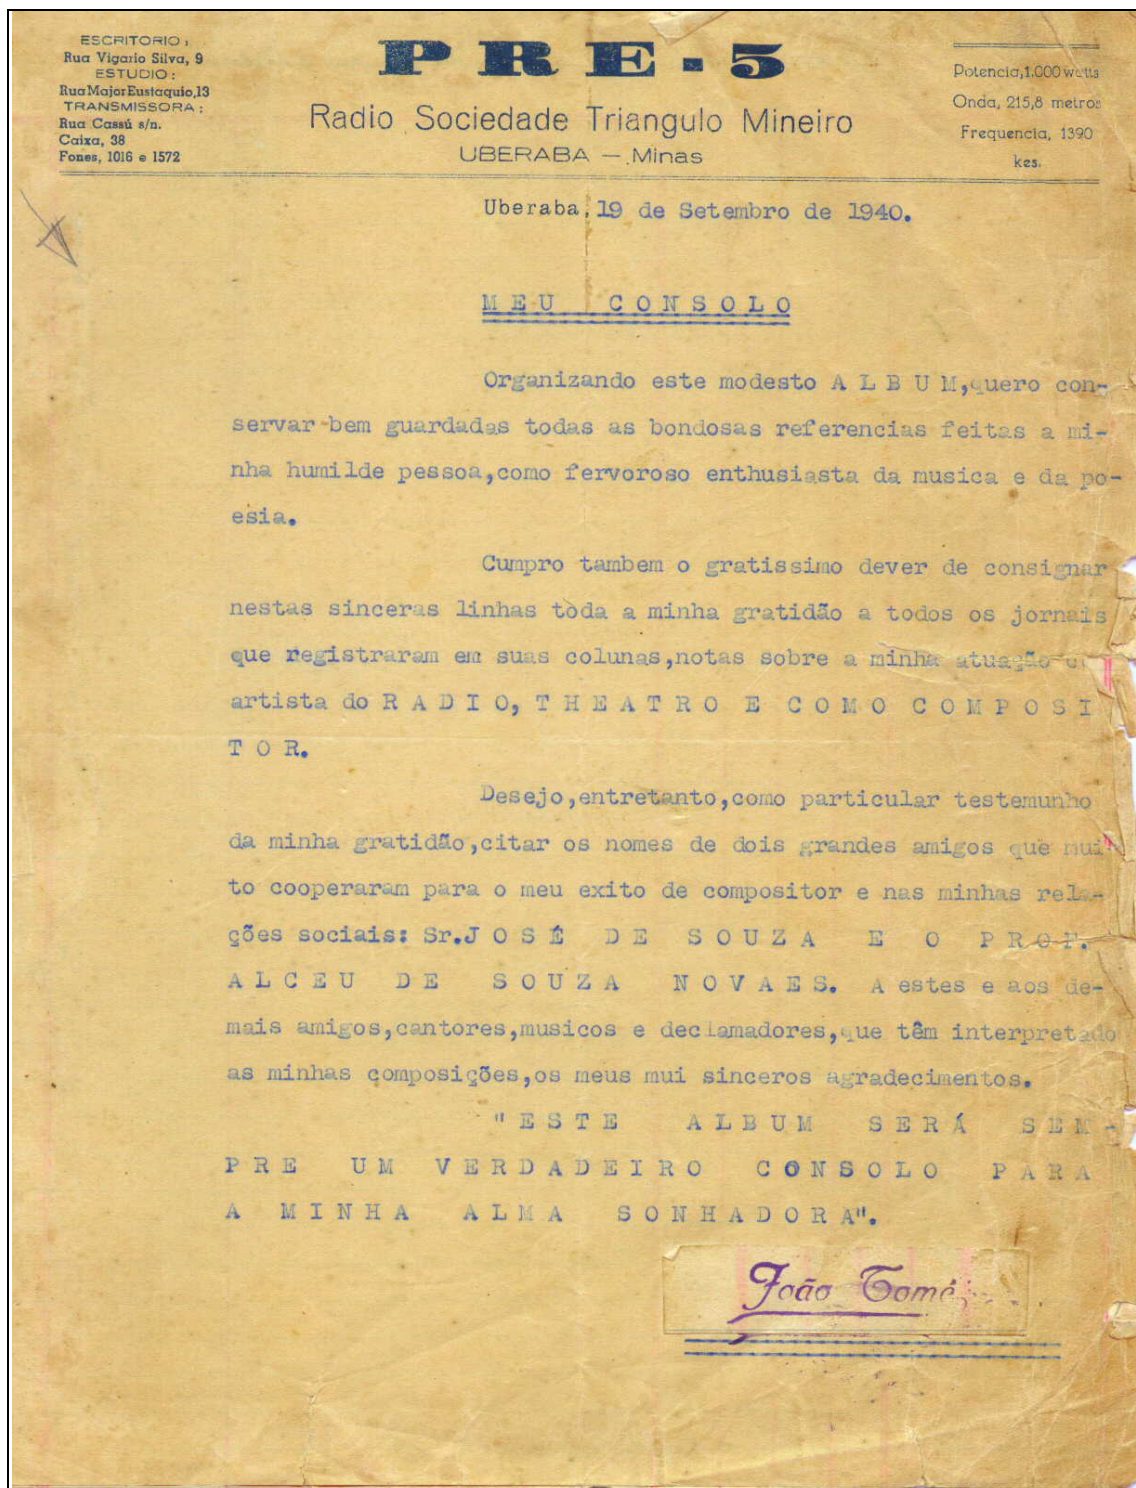 ESCRITORIO:
Rua Vigario Silva, 9
ESTUDIO:
Rua Major Eustaquio, 13
TRANSMISSORA:
Rua Cassú s/n.
Caixa, 38
Fones, 1016 e 1572
PRE-5
Radio Sociedade Triangulo Mineiro
UBERABA — Minas
Potencia, 1.000 watts
Onda, 215,8 metros
Frequencia, 1390
kcs.
Uberaba, 19 de Setembro de 1940.
MEU CONSOLO
Organizando este modesto A L B U M,quero con-
servar bem guardadas todas as bondosas referencias feitas a mi-
nha humilde pessoa,como fervoroso enthusiasta da musica e da po-
esia.
Cumpro tambem o gratissimo dever de consignar
nestas sinceras linhas toda a minha gratidão a todos os jornais
que registraram em suas colunas,notas sobre a minha atuação
artista do R A D I O, T H E A T R O E C O M O C O M P O S I
T O R.
Desejo,entretanto,como particular testemunho
da minha gratidão,citar os nomes de dois grandes amigos que mui-
to cooperaram para o meu exito de compositor e nas minhas rela-
ções sociais: Sr.J O S É D E S O U Z A E O P R O F.
A L C E U D E S O U Z A N O V A E S. A estes e aos de-
mais amigos,cantores,musicos e declamadores,que têm interpretado
as minhas composições,os meus mui sinceros agradecimentos.
"E S T E A L B U M S E R Á S E M -
P R E U M V E R D A D E I R O C O N S O L O P A R A
A M I N H A A L M A S O N H A D O R A".
João Tomé